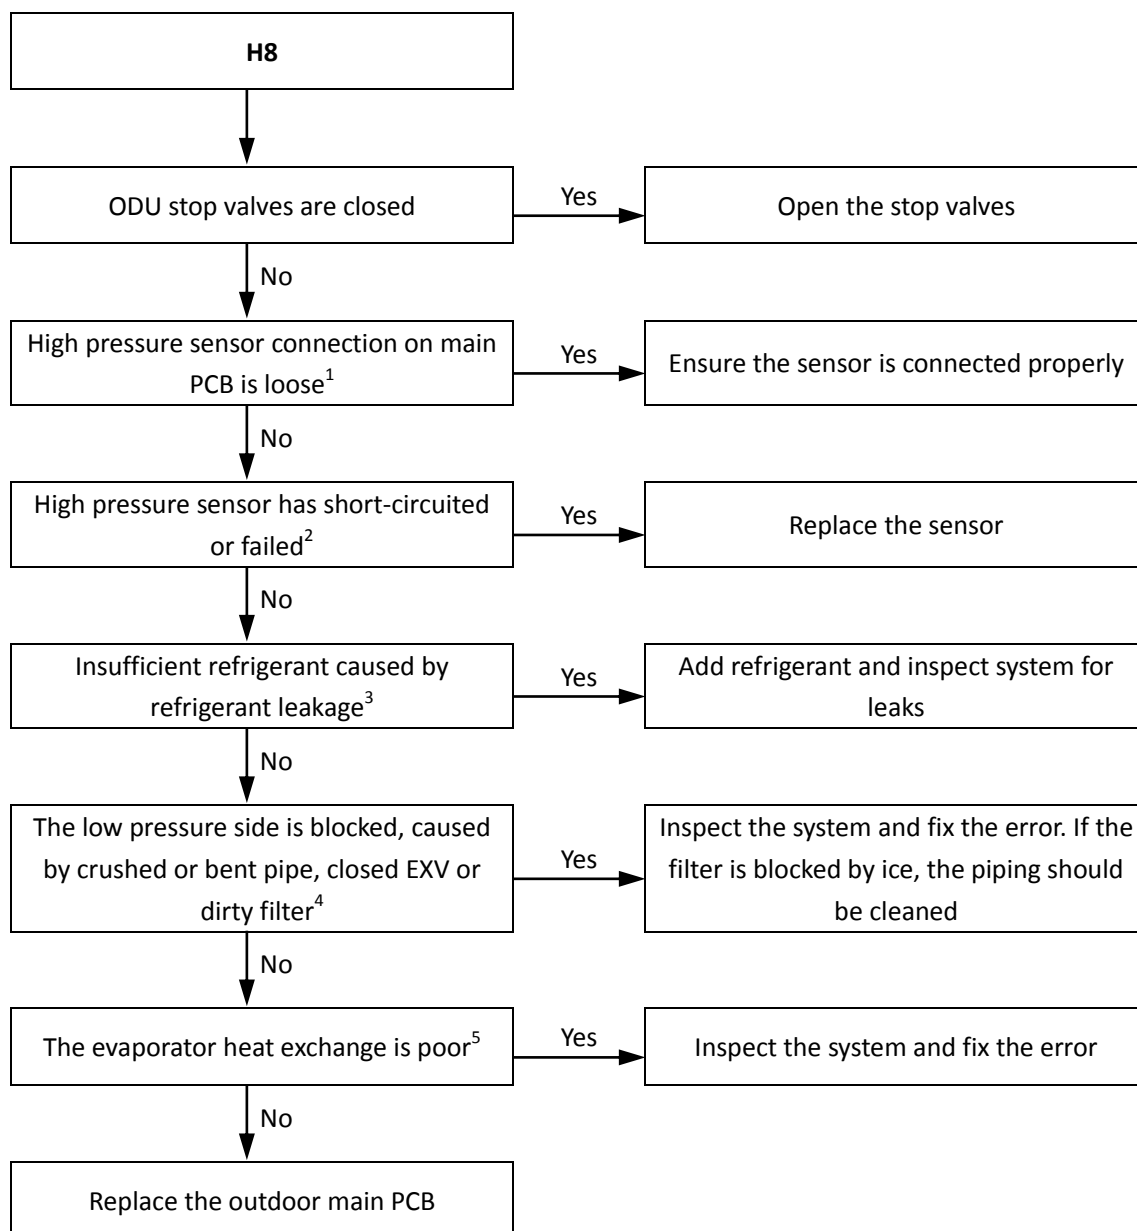 H8
ODU stop valves are closed
Yes
Open the stop valves
No
High pressure sensor connection on main
PCB is loose1
Yes
Ensure the sensor is connected properly
No
High pressure sensor has short-circuited
or failed2
Yes
Replace the sensor
No
Insufficient refrigerant caused by
refrigerant leakage3
Yes
Add refrigerant and inspect system for
leaks
No
The low pressure side is blocked, caused
by crushed or bent pipe, closed EXV or
dirty filter4
Yes
Inspect the system and fix the error. If the
filter is blocked by ice, the piping should
be cleaned
No
The evaporator heat exchange is poor5
Yes
Inspect the system and fix the error
No
Replace the outdoor main PCB